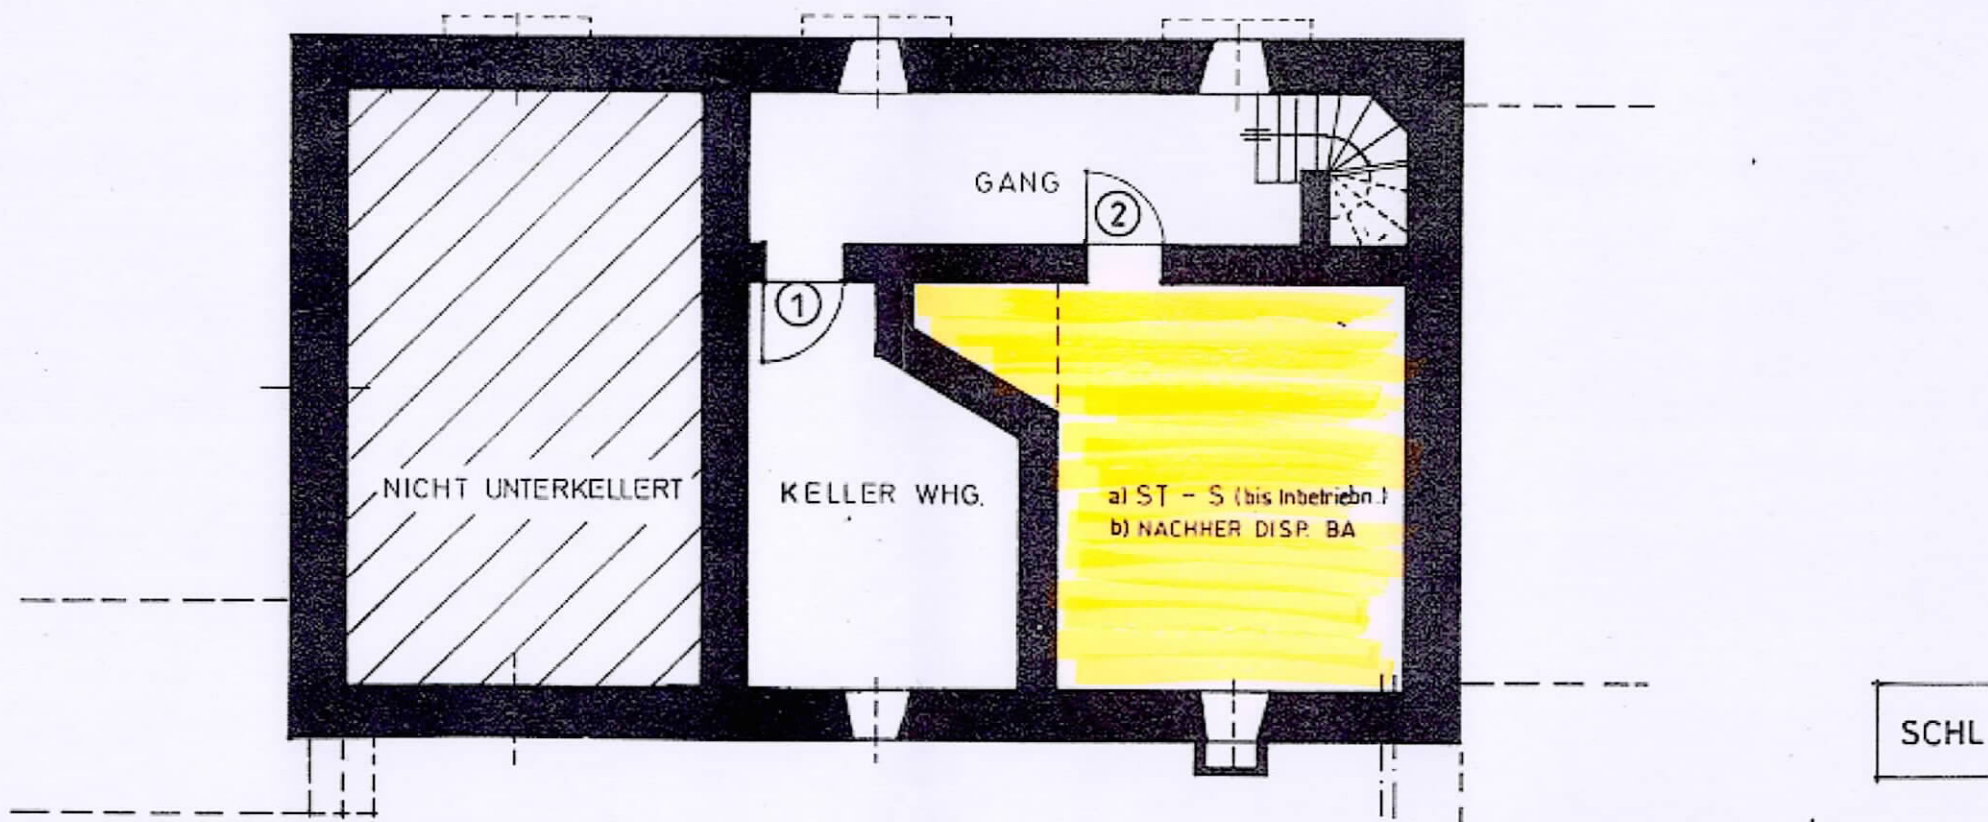 GANG
2
1
NICHT UNTERKELLERT
KELLER WHG.
a) ST - S (bis Inbetriebn.)
b) NACHHER DISP. BA
SCHL